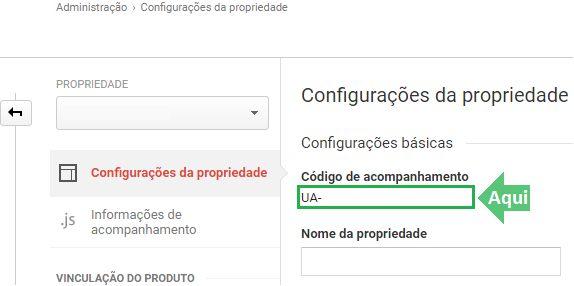 Administração › Configurações da propriedade
PROPRIEDADE
Configurações da propriedade
.js Informações de
acompanhamento
VINCULAÇÃO DO PRODUTO
Configurações da propriedade
Configurações básicas
Código de acompanhamento
UA-
Aqui
Nome da propriedade